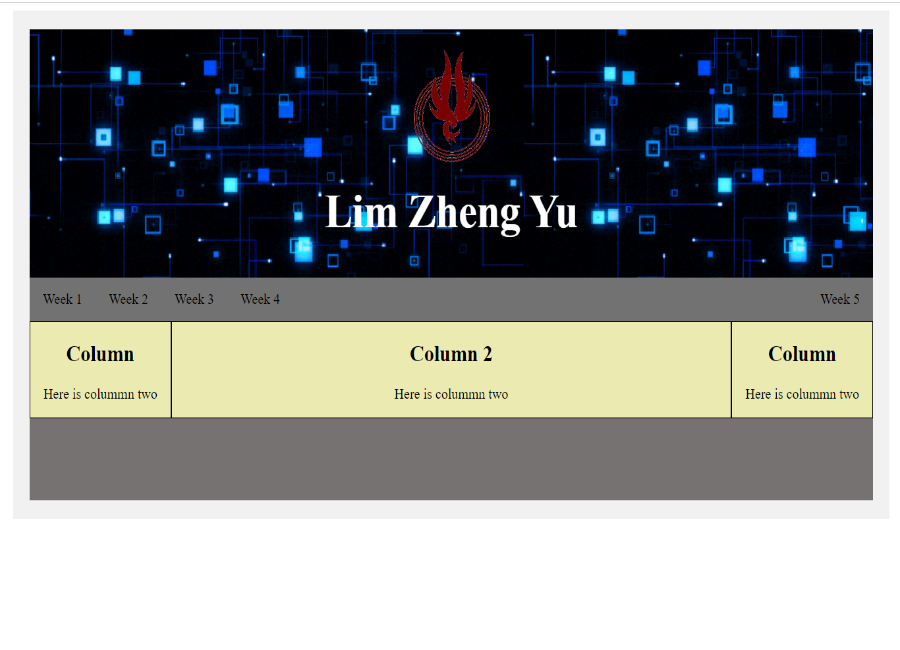 Lim Zheng Yu
Week 1 Week 2 Week 3 Week 4 Week 5
Column Column 2 Column
Here is colummn two Here is colummn two Here is colummn two